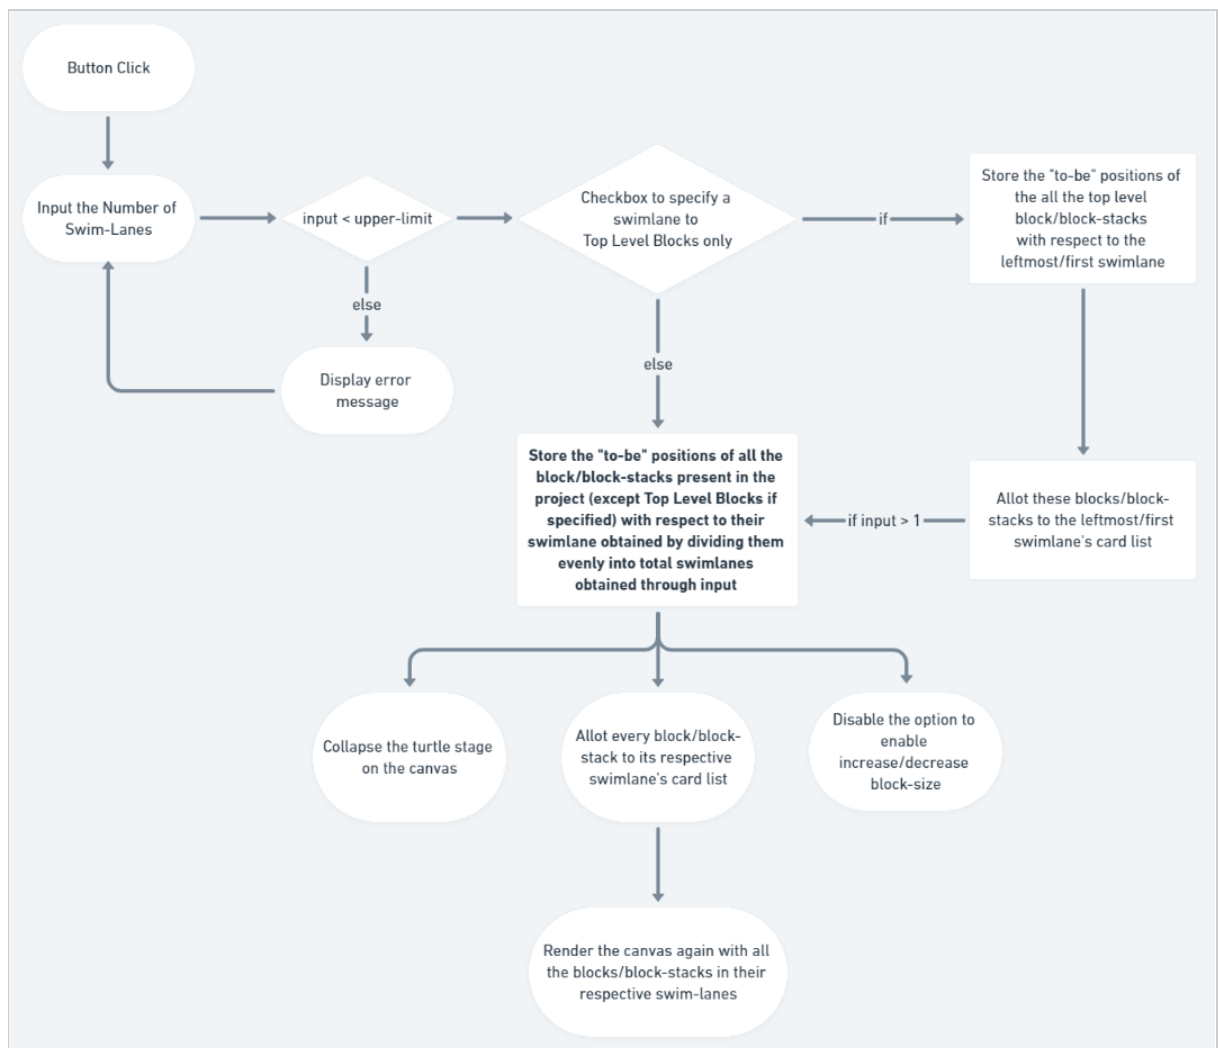 Button Click
Input the Number of
Swim-Lanes
input < upper-limit
else
Display error
message
Checkbox to specify a
swimlane to
Top Level Blocks only
if
else
Store the "to-be" positions of
the all the top level
block/block-stacks
with respect to the
leftmost/first swimlane
Allot these blocks/block-
stacks to the leftmost/first
swimlane's card list
if input > 1
Store the "to-be" positions of all the
block/block-stacks present in the
project (except Top Level Blocks if
specified) with respect to their
swimlane obtained by dividing them
evenly into total swimlanes
obtained through input
Collapse the turtle stage
on the canvas
Allot every block/block-
stack to its respective
swimlane's card list
Disable the option to
enable
increase/decrease
block-size
Render the canvas again with all
the blocks/block-stacks in their
respective swim-lanes